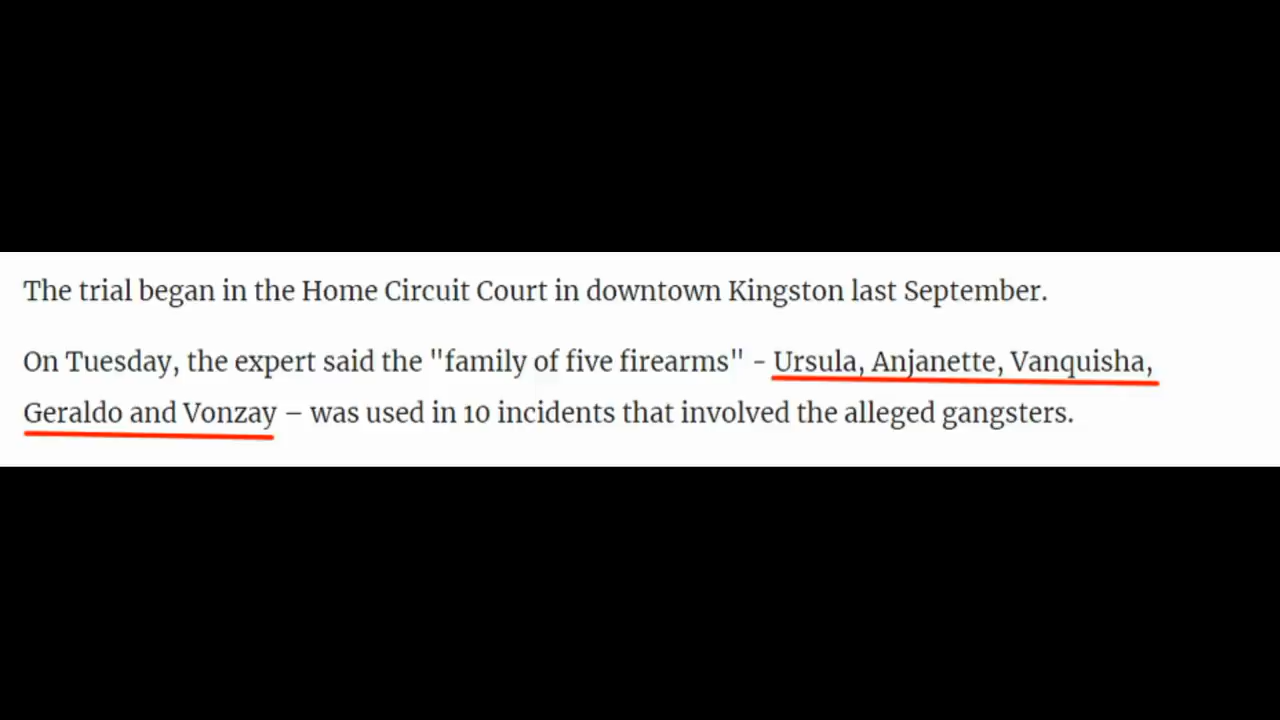 The trial began in the Home Circuit Court in downtown Kingston last September.
On Tuesday, the expert said the "family of five firearms" - Ursula, Anjanette, Vanquisha,
Geraldo and Vonzay – was used in 10 incidents that involved the alleged gangsters.